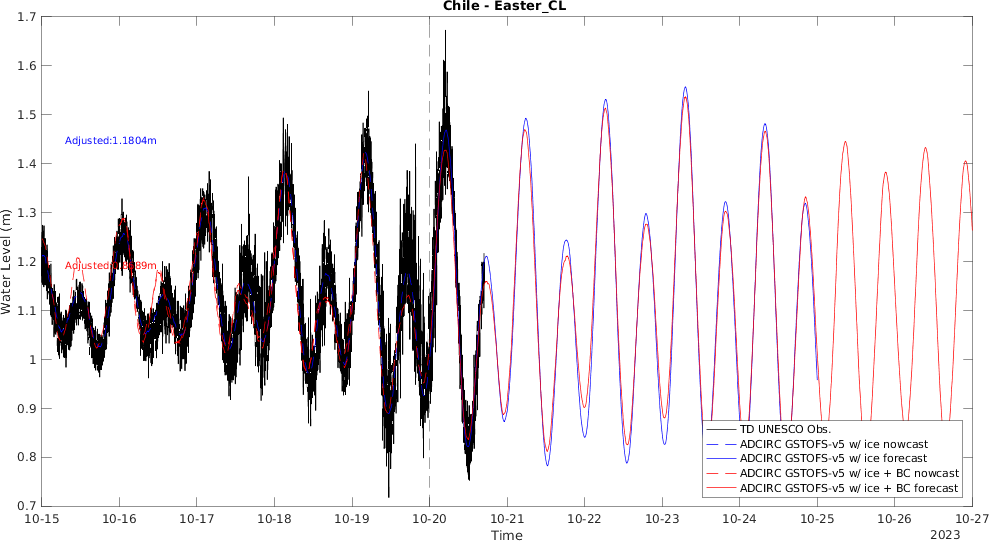 Chile - Easter_CL
Water Level (m)
1.7
1.6
1.5
1.4
1.3
1.2
1.1
1
0.9
0.8
0.7
Adjusted:1.1804m
TD UNESCO Obs.
ADCIRC GSTOFS-v5 w/ ice nowcast
ADCIRC GSTOFS-v5 w/ ice forecast
ADCIRC GSTOFS-v5 w/ ice + BC nowcast
ADCIRC GSTOFS-v5 w/ ice + BC forecast
10-15 10-16 10-17 10-18 10-19 10-20 10-21 10-22 10-23 10-24 10-25 10-26 10-27
Time
2023